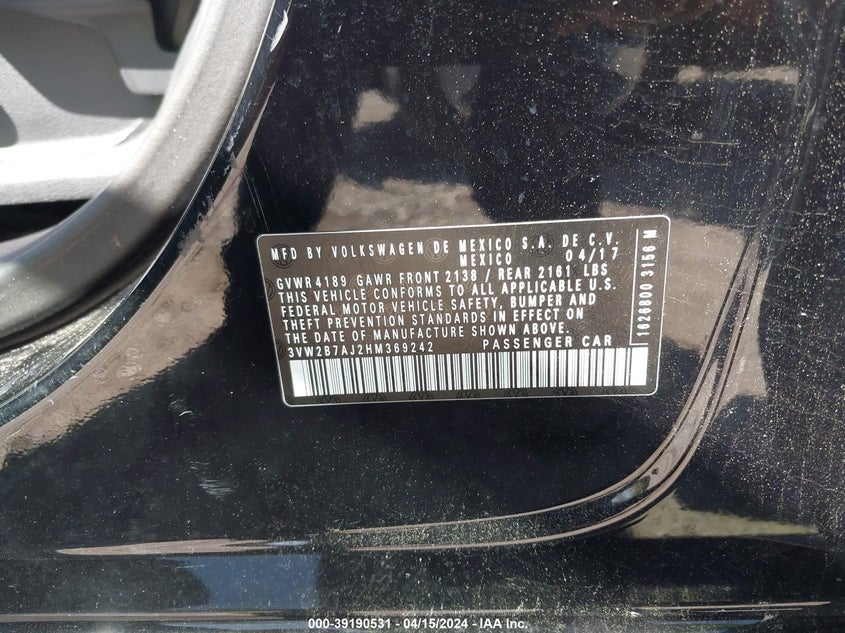 MFD BY VOLKSWAGEN DE MEXICO S.A. DE C.V.
MEXICO 04/17
GVWR 4189 GAWR FRONT 2138 / REAR 2161 LBS
THIS VEHICLE CONFORMS TO ALL APPLICABLE U.S.
FEDERAL MOTOR VEHICLE SAFETY, BUMPER AND
THEFT PREVENTION STANDARDS IN EFFECT ON
THE DATE OF MANUFACTURE SHOWN ABOVE.
3VW2B7AJ2HM369242 PASSENGER CAR
1626800 3156 M
000-39190531 - 04/15/2024 - IAA Inc.